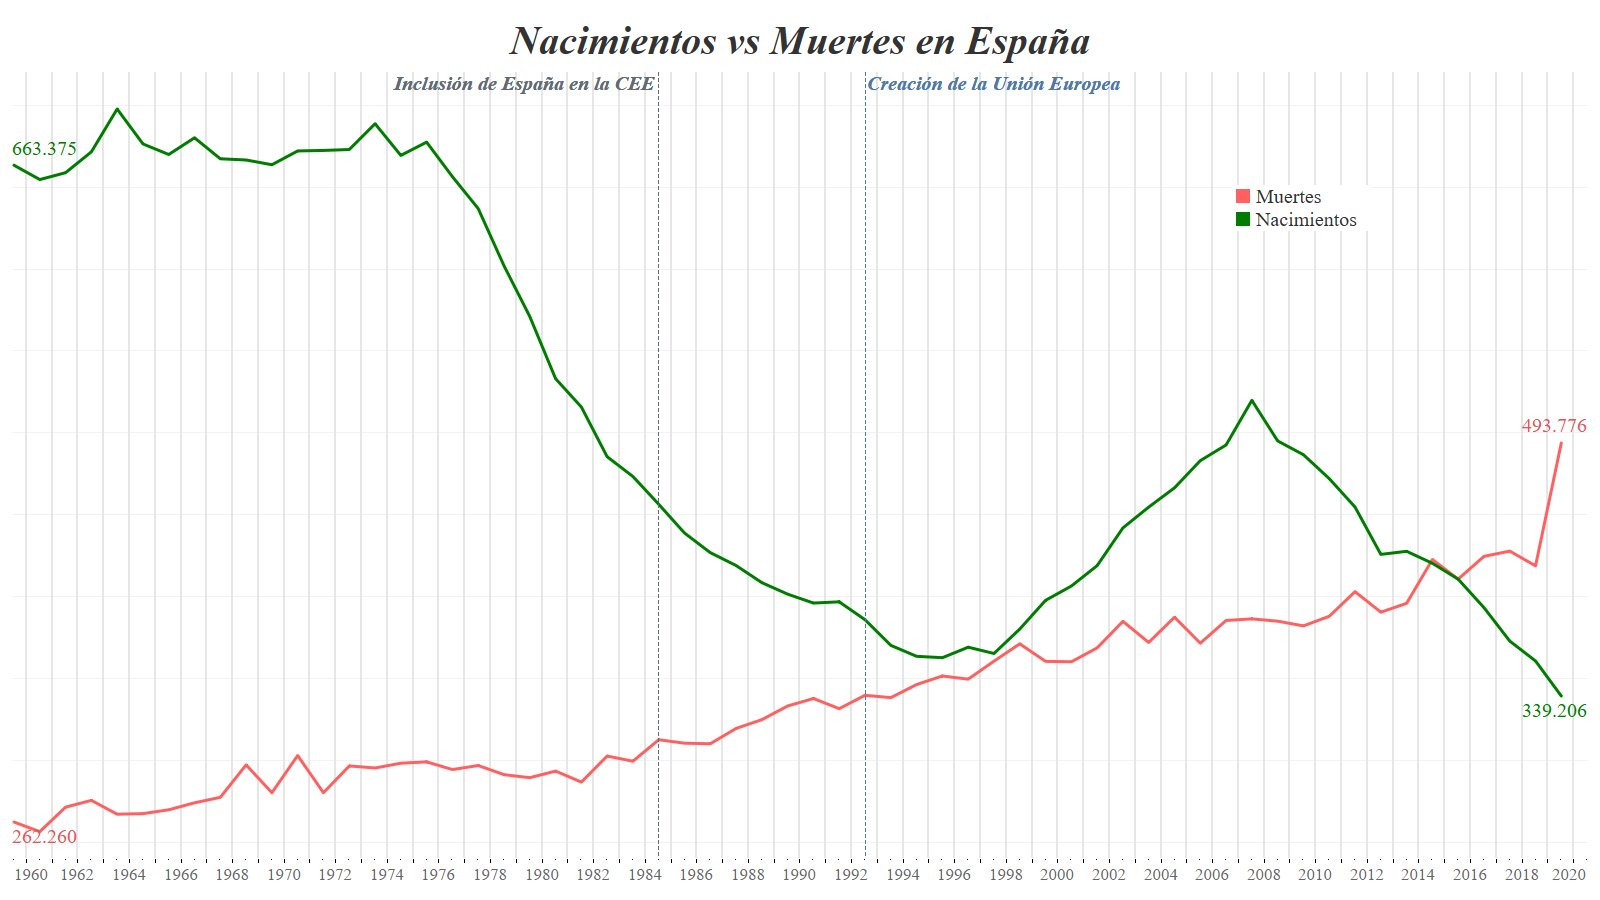 Nacimientos vs Muertes en España
Inclusión de España en la CEE
Creación de la Unión Europea
663.375
Muertes
Nacimientos
493.776
339.206
262.260
1960 1962 1964 1966 1968 1970 1972 1974 1976 1978 1980 1982 1984 1986 1988 1990 1992 1994 1996 1998 2000 2002 2004 2006 2008 2010 2012 2014 2016 2018 2020